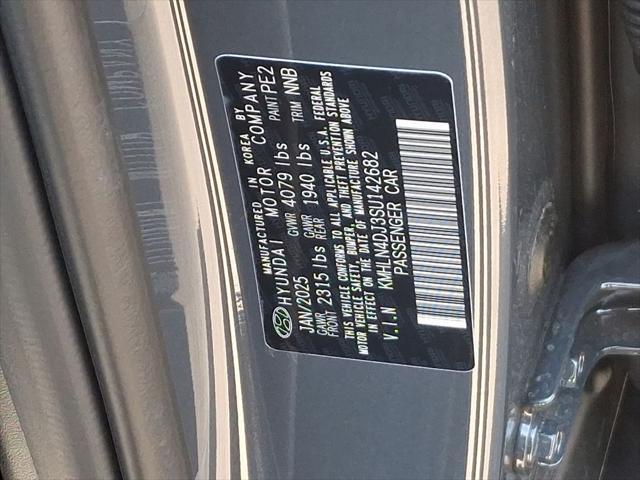 MANUFACTURED IN KOREA BY
HYUNDAI MOTOR COMPANY
JAN/2025 GVWR 4079 lbs PAINT PE2
GAWR FRONT 2315 lbs GAWR REAR 1940 lbs TRIM NNB
THIS VEHICLE CONFORMS TO ALL APPLICABLE U.S.A. FEDERAL
MOTOR VEHICLE SAFETY, BUMPER, AND THEFT PREVENTION STANDARDS
IN EFFECT ON THE DATE OF MANUFACTURE SHOWN ABOVE
V.I.N KMHLN4DJ3SU142682
PASSENGER CAR